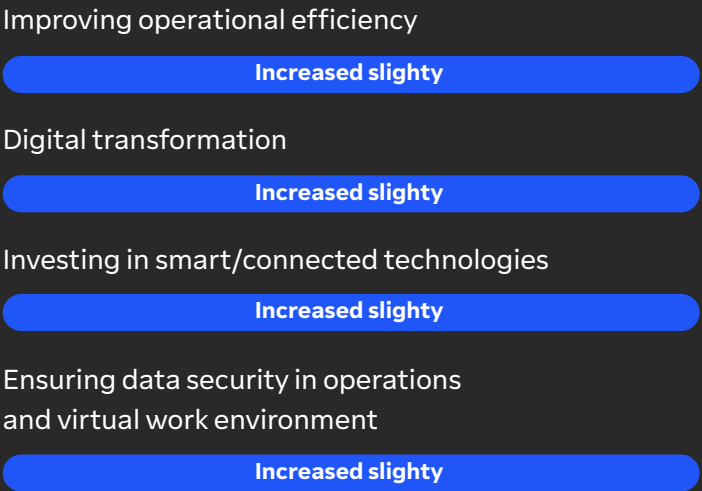 Improving operational efficiency
Increased slighty
Digital transformation
Increased slighty
Investing in smart/connected technologies
Increased slighty
Ensuring data security in operations
and virtual work environment
Increased slighty